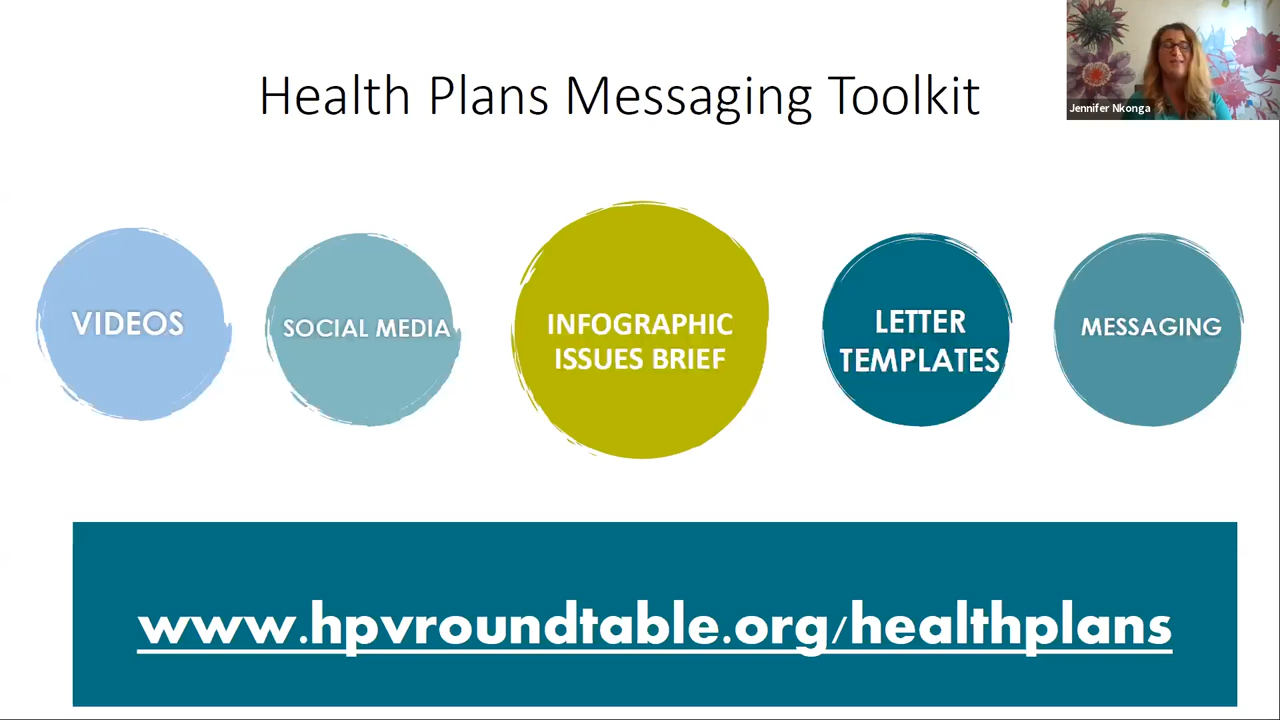 Health Plans Messaging Toolkit
Jennifer Nkonga
VIDEOS
SOCIAL MEDIA
INFOGRAPHIC
ISSUES BRIEF
LETTER
TEMPLATES
MESSAGING
www.hpvroundtable.org/healthplans